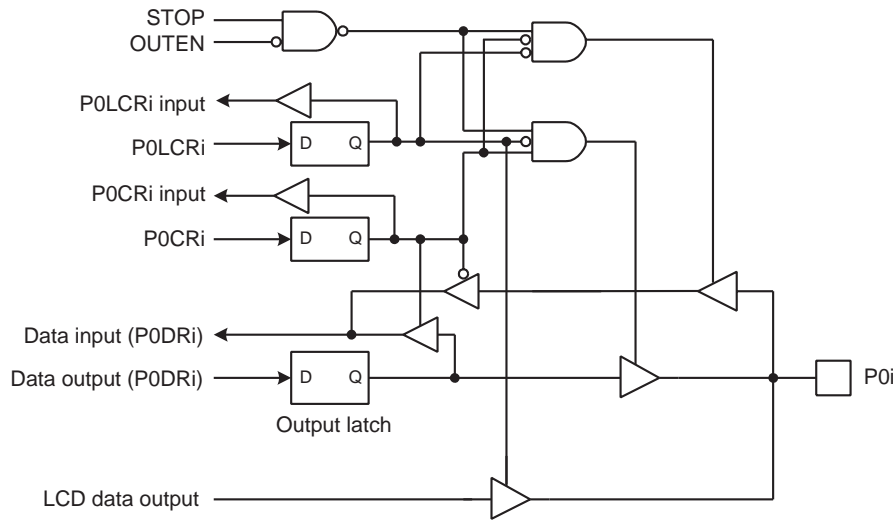 STOP
OUTEN
P0LCRi input
P0LCRi
D Q
P0CRi input
P0CRi
D Q
Data input (P0DRi)
Data output (P0DRi)
D Q
P0i
Output latch
LCD data output